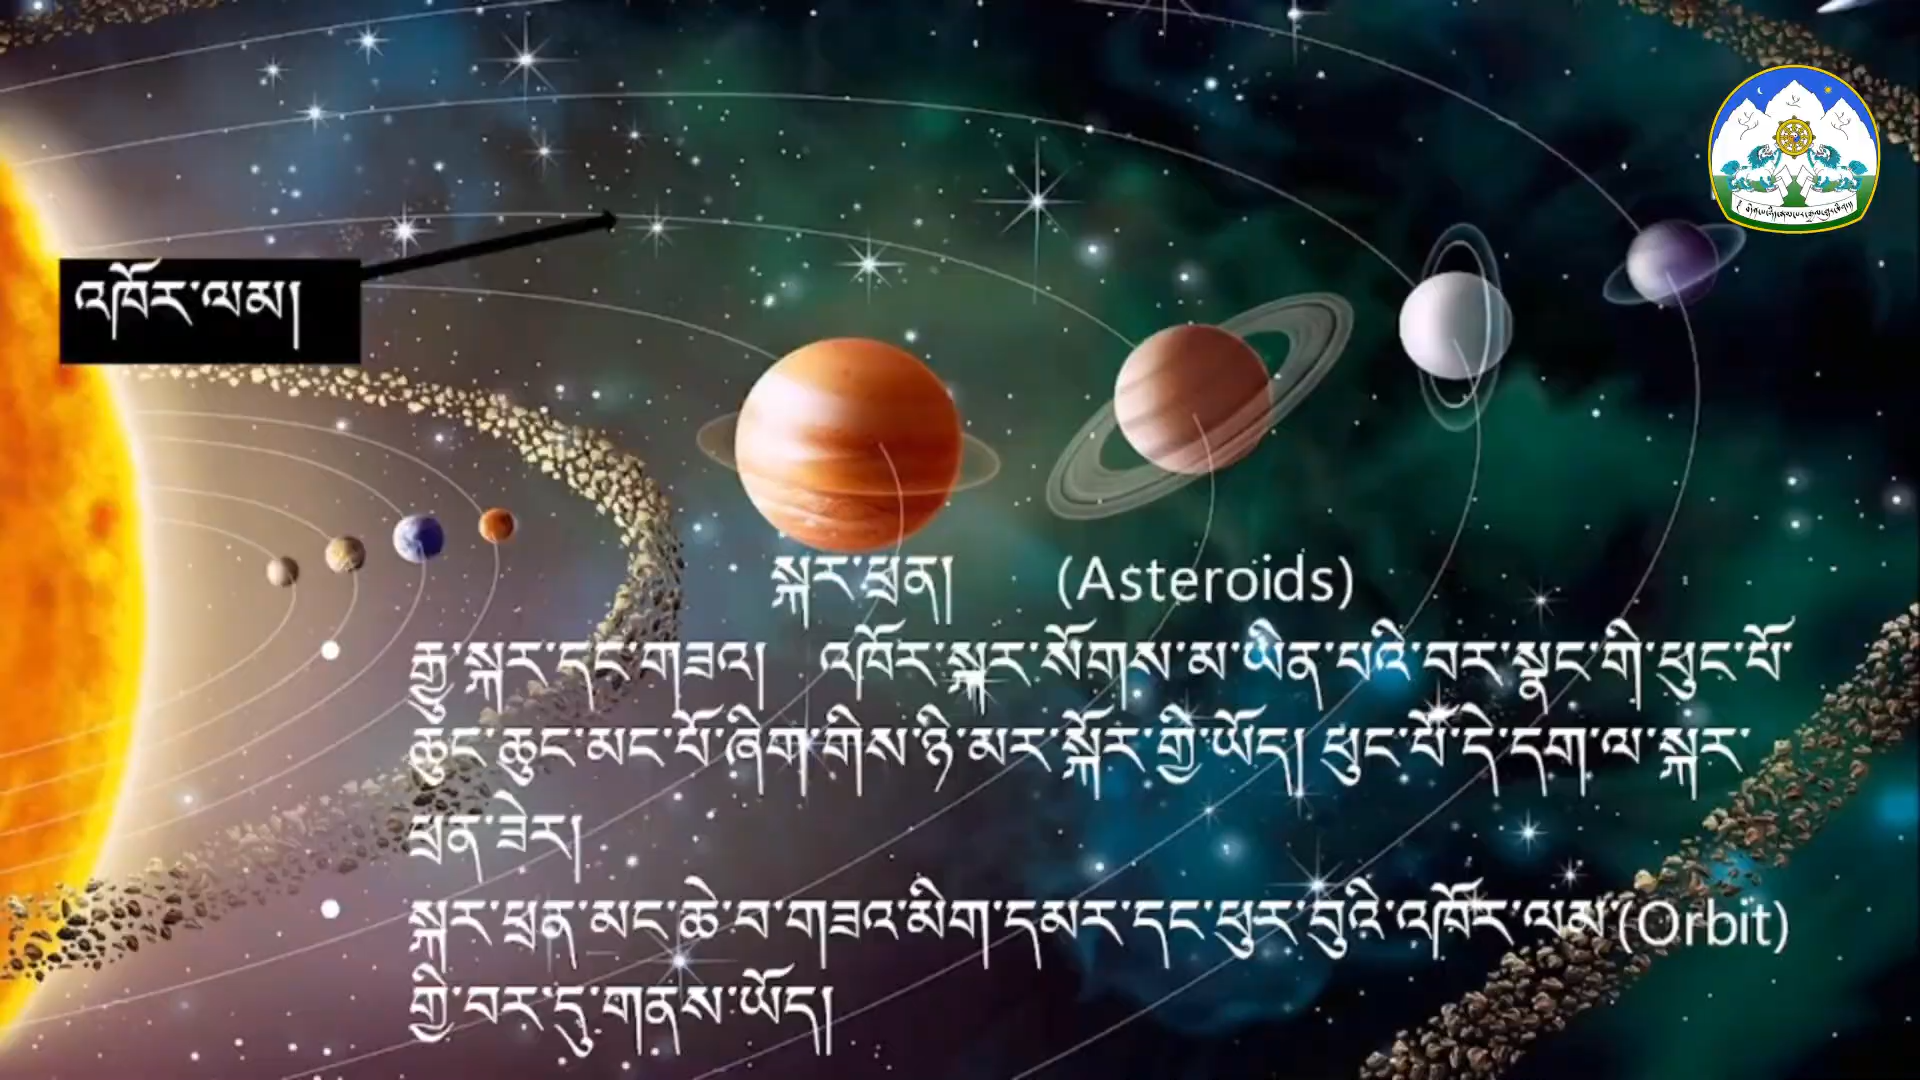 འཁོར་ལམ།
སྐར་ཕྲན། (Asteroids)
རྒྱུ་སྐར་དང་གཟའ། འཁོར་སྐར་སོགས་མ་ཡིན་པའི་བར་སྣང་གི་ཕུང་པོ་
ཆུང་ཆུང་མང་པོ་ཞིག་གིས་ཉི་མར་སྐོར་གྱི་ཡོད། ཕུང་པོ་དེ་དག་ལ་སྐར་
ཕྲན་ཟེར།
སྐར་ཕྲན་མང་ཆེ་བ་གཟའ་མིག་དམར་དང་ཕུར་བུའི་འཁོར་ལམ་(Orbit)
གྱི་བར་དུ་གནས་ཡོད།